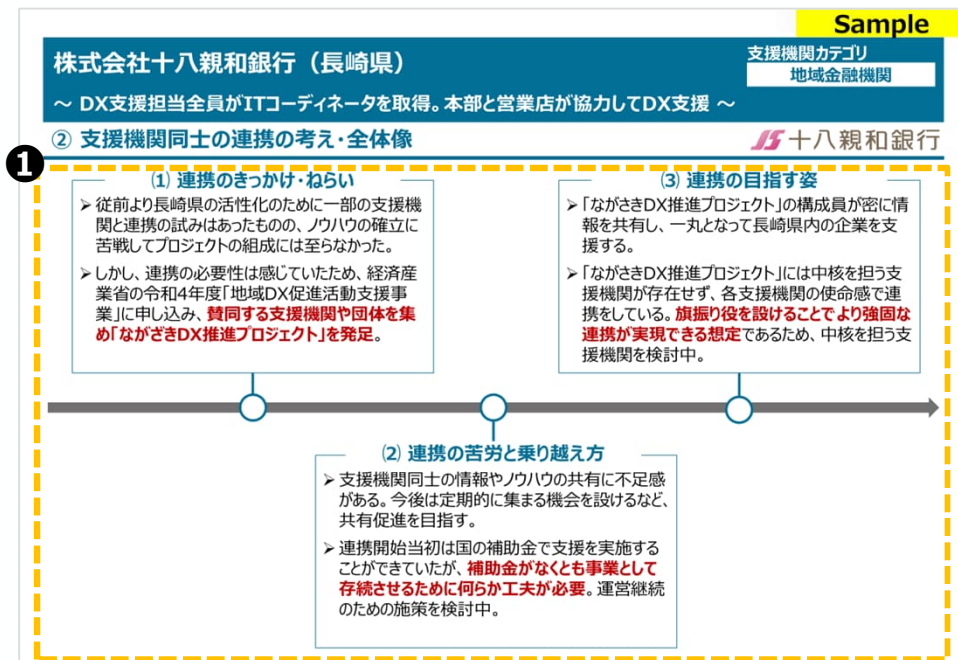 Sample
株式会社十八親和銀行（長崎県）
支援機関カテゴリ
地域金融機関
～ DX支援担当全員がITコーディネータを取得。本部と営業店が協力してDX支援 ～
② 支援機関同士の連携の考え・全体像
十八親和銀行
❶
⑴ 連携のきっかけ・ねらい
➢ 従前より長崎県の活性化のために一部の支援機
関と連携の試みはあったものの、ノウハウの確立に
苦戦してプロジェクトの組成には至らなかった。
➢ しかし、連携の必要性は感じていたため、経済産
業省の令和4年度「地域DX促進活動支援事
業」に申し込み、賛同する支援機関や団体を集
め「ながざきDX推進プロジェクト」を発足。
⑶ 連携の目指す姿
➢ 「ながさきDX推進プロジェクト」の構成員が密に情
報を共有し、一丸となって長崎県内の企業を支
援する。
➢ 「ながさきDX推進プロジェクト」には中核を担う支
援機関が存在せず、各支援機関の使命感で連
携をしている。旗振り役を設けることでより強固な
連携が実現できる想定であるため、中核を担う支
援機関を検討中。
⑵ 連携の苦労と乗り越え方
➢ 支援機関同士の情報やノウハウの共有に不足感
がある。今後は定期的に集まる機会を設けるなど、
共有促進を目指す。
➢ 連携開始当初は国の補助金で支援を実施する
ことができていたが、補助金がなくとも事業として
存続させるために何らか工夫が必要。運営継続
のための施策を検討中。